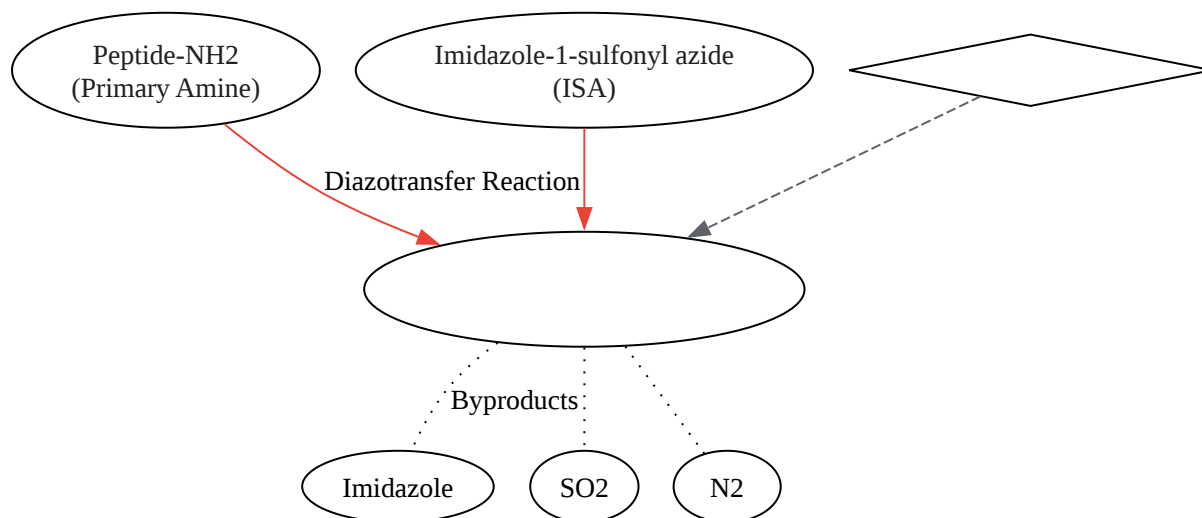 Peptide-NH2
(Primary Amine)
Imidazole-1-sulfonyl azide
(ISA)
Diazotransfer Reaction
Byproducts
Imidazole
SO2
N2